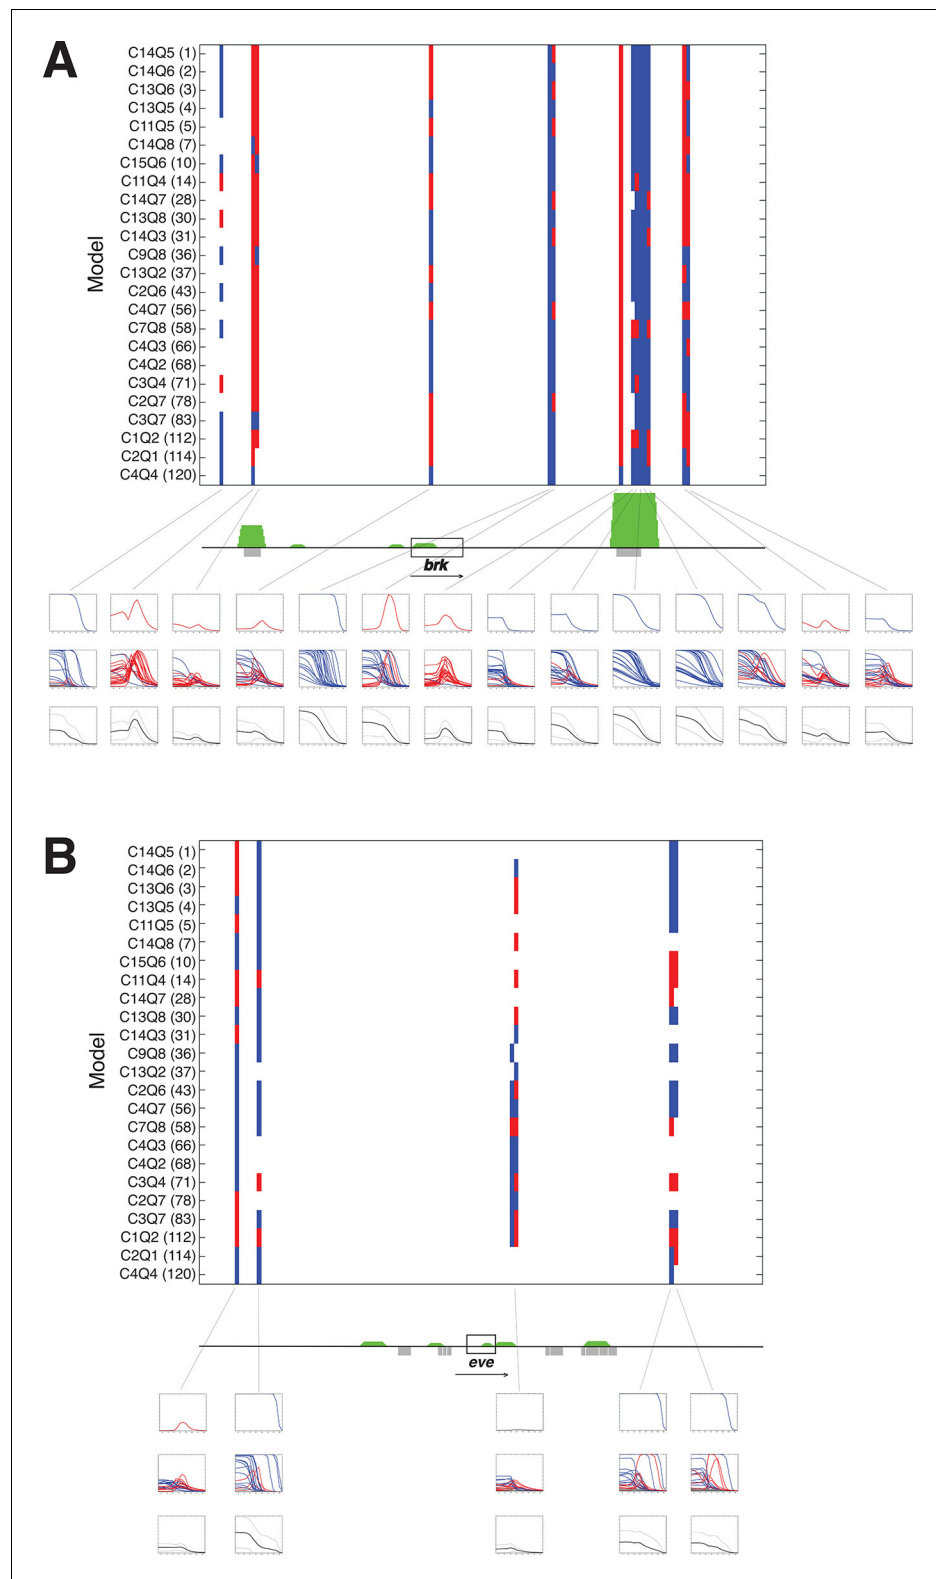 A
Model
C14Q5 (1)
C14Q6 (2)
C13Q6 (3)
C13Q5 (4)
C11Q5 (5)
C14Q8 (7)
C15Q6 (10)
C11Q4 (14)
C14Q7 (28)
C13Q8 (30)
C14Q3 (31)
C9Q8 (36)
C13Q2 (37)
C2Q6 (43)
C4Q7 (56)
C7Q8 (58)
C4Q3 (66)
C4Q2 (68)
C3Q4 (71)
C2Q7 (78)
C3Q7 (83)
C1Q2 (112)
C2Q1 (114)
C4Q4 (120)
brk
B
Model
C14Q5 (1)
C14Q6 (2)
C13Q6 (3)
C13Q5 (4)
C11Q5 (5)
C14Q8 (7)
C15Q6 (10)
C11Q4 (14)
C14Q7 (28)
C13Q8 (30)
C14Q3 (31)
C9Q8 (36)
C13Q2 (37)
C2Q6 (43)
C4Q7 (56)
C7Q8 (58)
C4Q3 (66)
C4Q2 (68)
C3Q4 (71)
C2Q7 (78)
C3Q7 (83)
C1Q2 (112)
C2Q1 (114)
C4Q4 (120)
eve